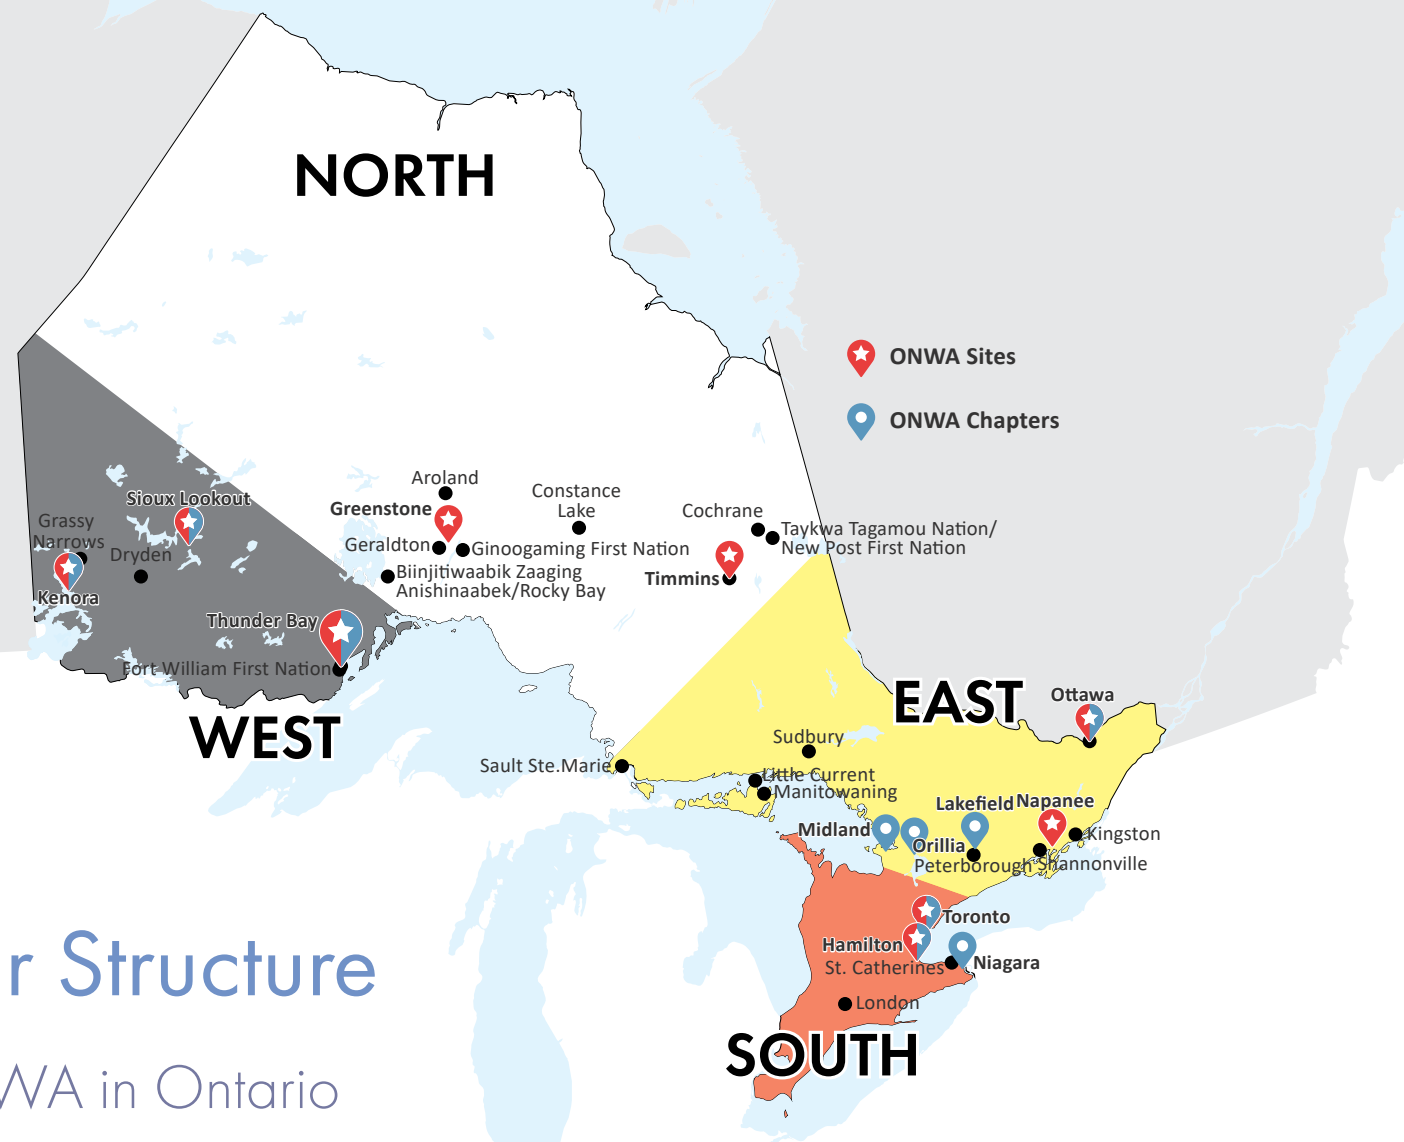 NORTH
ONWA Sites
ONWA Chapters
Aroland
Greenstone
Constance
Lake
Cochrane
Taykwa Tagamou Nation/
New Post First Nation
Geraldton
Ginoogaming First Nation
Biinjitiwaabik Zaaging
Anishinaabek/Rocky Bay
Timmins
Sioux Lookout
Grassy
Narrows
Dryden
Kenora
Thunder Bay
Fort William First Nation
WEST
EAST
Ottawa
Sudbury
Sault Ste.Marie
Little Current
Manitowaning
Lakefield
Napanee
Midland
Orillia
Kingston
Peterborough
Shannonville
Toronto
Hamilton
St. Catherines
Niagara
London
SOUTH
r Structure
WA in Ontario